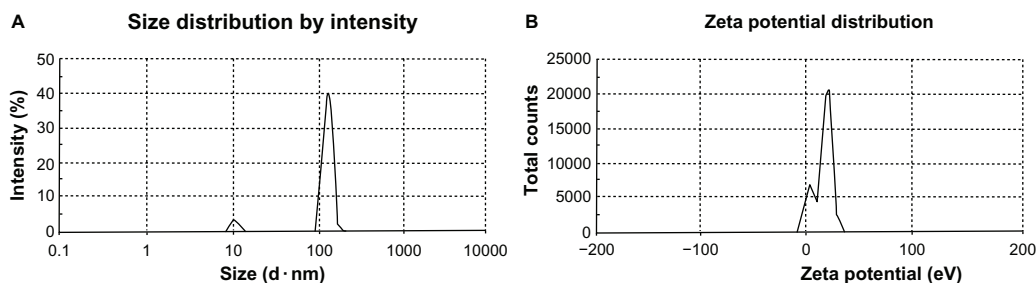 A Size distribution by intensity
Intensity (%)
50
40
30
20
10
0
0.1 1 10 100 1000 10000
Size (d·nm)
B Zeta potential distribution
Total counts
25000
20000
15000
10000
5000
0
−200 −100 0 100 200
Zeta potential (eV)